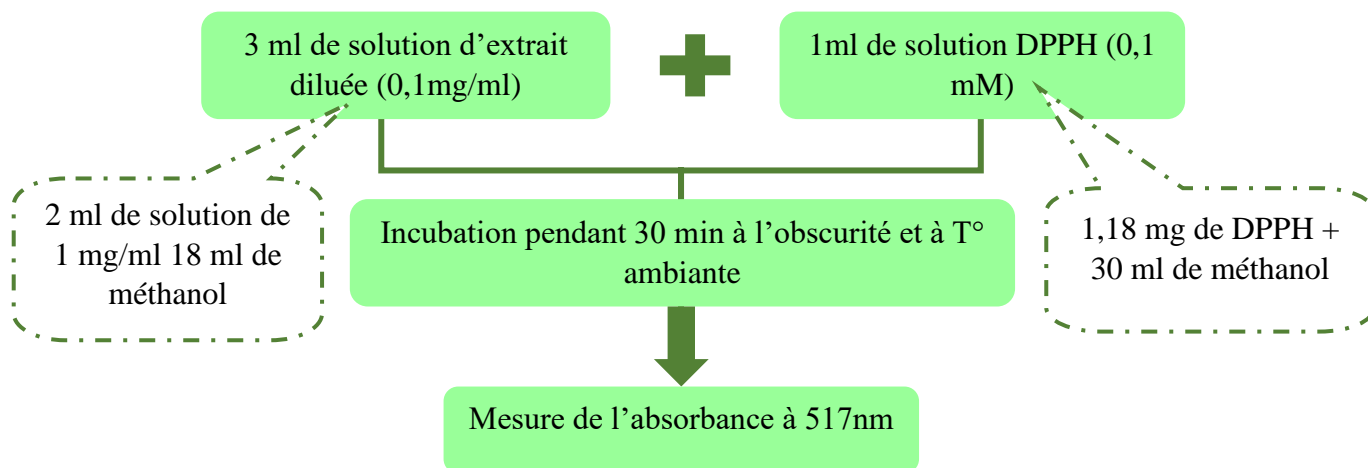 3 ml de solution d’extrait
diluée (0,1mg/ml)
1ml de solution DPPH (0,1
mM)
2 ml de solution de
1 mg/ml 18 ml de
méthanol
Incubation pendant 30 min à l’obscurité et à T°
ambiante
1,18 mg de DPPH +
30 ml de méthanol
Mesure de l’absorbance à 517nm